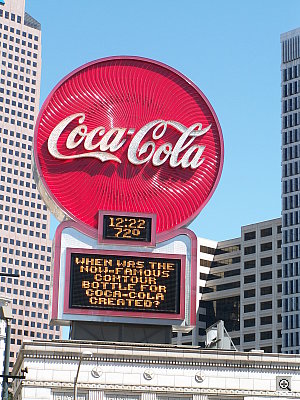 Coca-Cola
12:22
72°
WHEN WAS THE
NOW-FAMOUS
CONTOUR
BOTTLE FOR
COCA-COLA
CREATED?